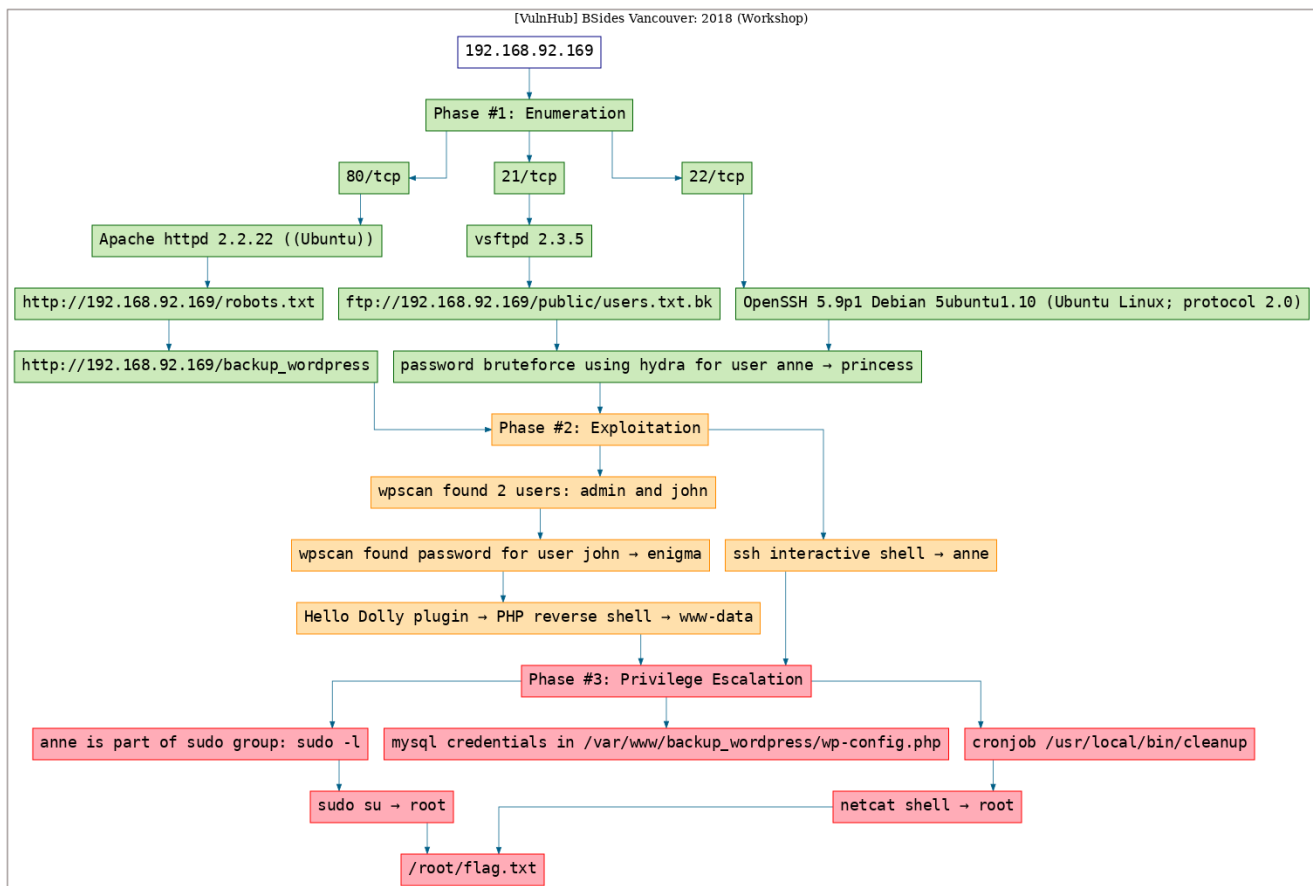 [VulnHub] BSides Vancouver: 2018 (Workshop)
192.168.92.169
Phase #1: Enumeration
80/tcp
21/tcp
22/tcp
Apache httpd 2.2.22 ((Ubuntu))
vsftpd 2.3.5
http://192.168.92.169/robots.txt
ftp://192.168.92.169/public/users.txt.bk
OpenSSH 5.9p1 Debian 5ubuntu1.10 (Ubuntu Linux; protocol 2.0)
http://192.168.92.169/backup_wordpress
password bruteforce using hydra for user anne → princess
Phase #2: Exploitation
wpscan found 2 users: admin and john
wpscan found password for user john → enigma
ssh interactive shell → anne
Hello Dolly plugin → PHP reverse shell → www-data
Phase #3: Privilege Escalation
anne is part of sudo group: sudo -l
mysql credentials in /var/www/backup_wordpress/wp-config.php
cronjob /usr/local/bin/cleanup
sudo su → root
netcat shell → root
/root/flag.txt